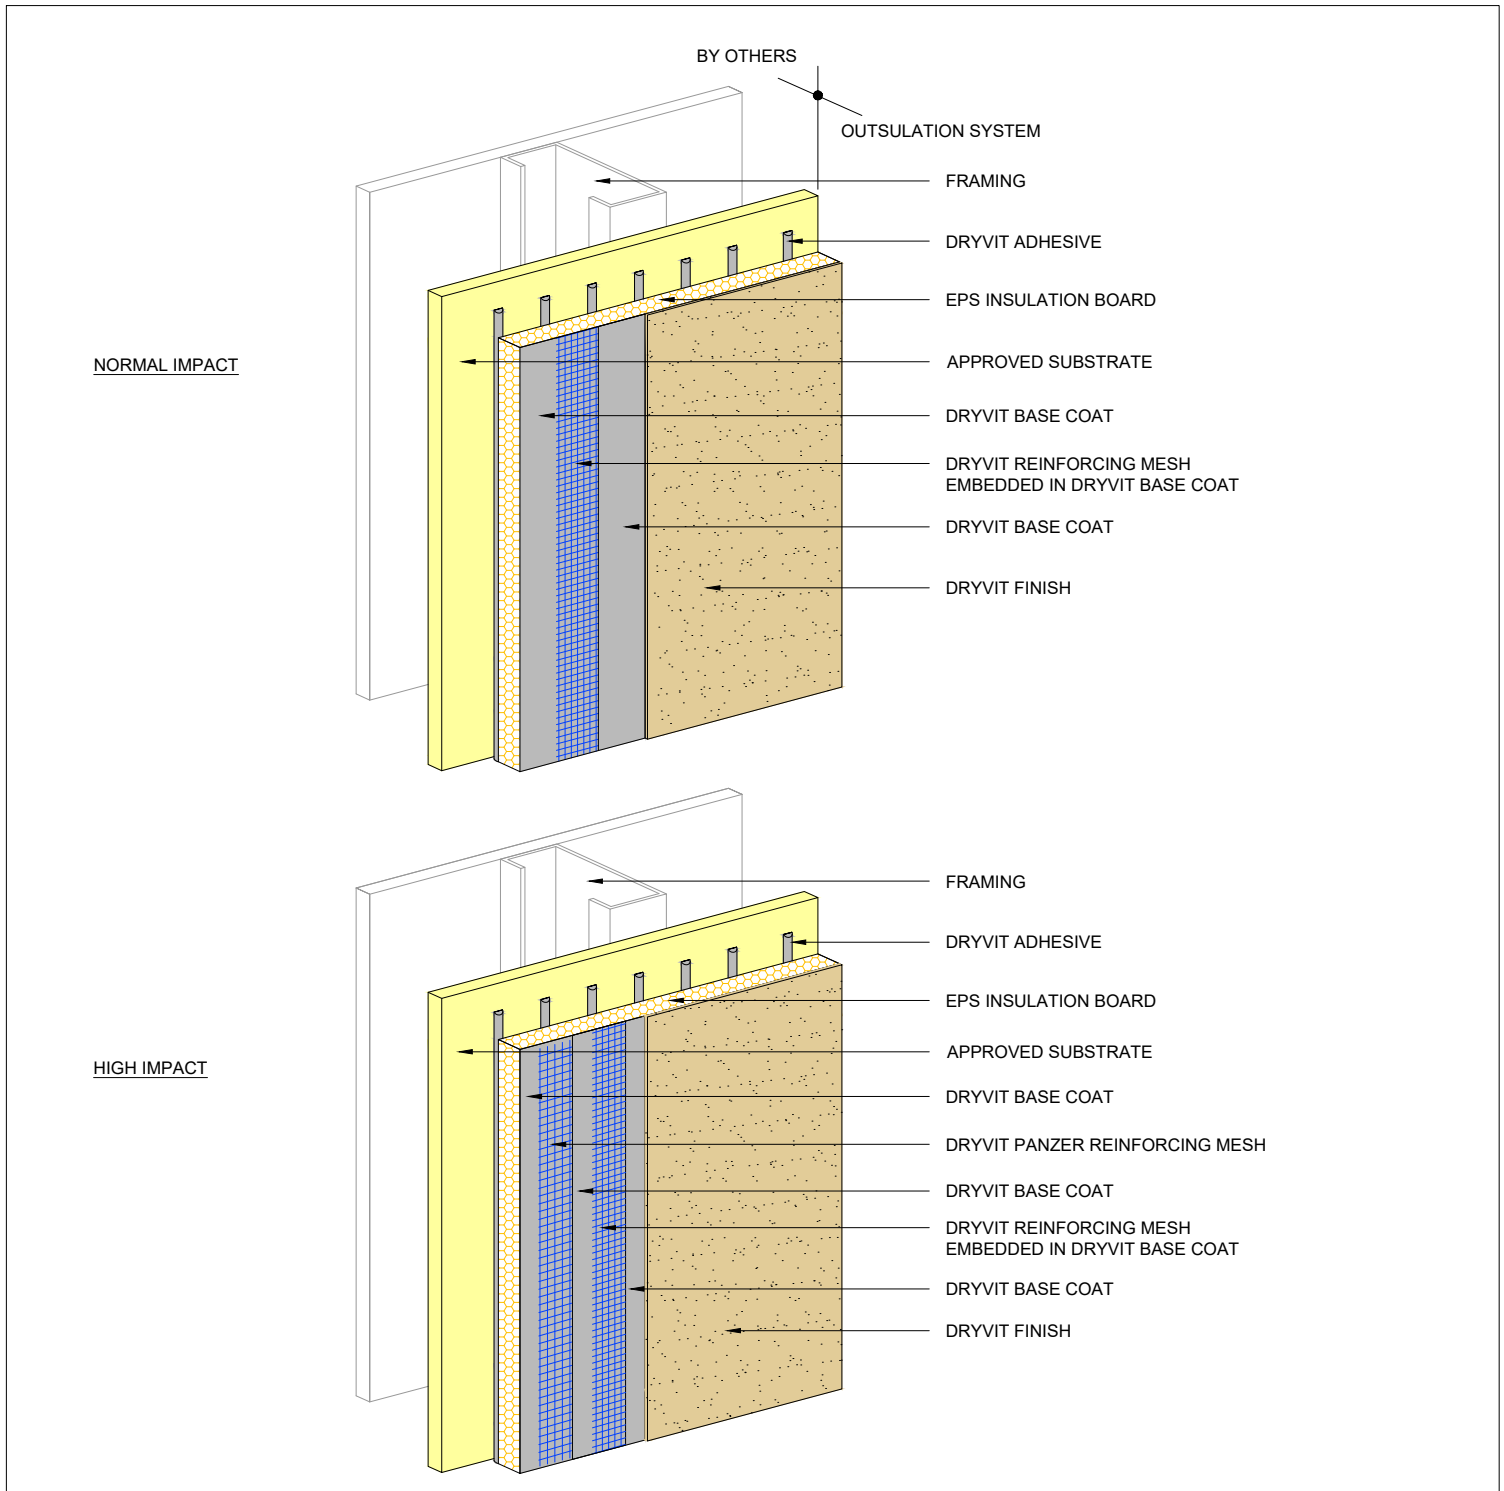 BY OTHERS
OUTSULATION SYSTEM
FRAMING
DRYVIT ADHESIVE
EPS INSULATION BOARD
NORMAL IMPACT
APPROVED SUBSTRATE
DRYVIT BASE COAT
DRYVIT REINFORCING MESH
EMBEDDED IN DRYVIT BASE COAT
DRYVIT BASE COAT
DRYVIT FINISH
FRAMING
DRYVIT ADHESIVE
EPS INSULATION BOARD
APPROVED SUBSTRATE
HIGH IMPACT
DRYVIT BASE COAT
DRYVIT PANZER REINFORCING MESH
DRYVIT BASE COAT
DRYVIT REINFORCING MESH
EMBEDDED IN DRYVIT BASE COAT
DRYVIT BASE COAT
DRYVIT FINISH